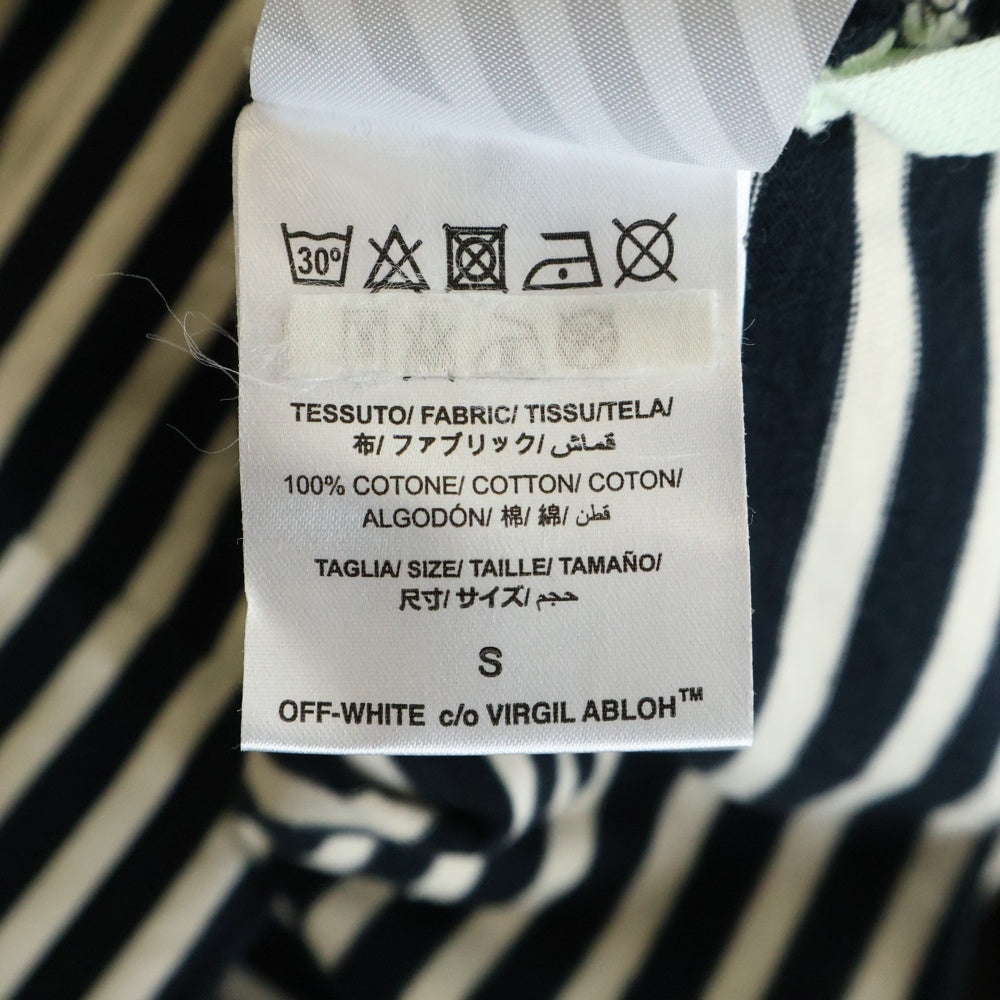 30°
TESSUTO/ FABRIC/ TISSU/TELA/
布/ファブリック/ قماش
100% COTONE/ COTTON/ COTON/
ALGODÓN/ 棉/ 綿/ قطن
TAGLIA/ SIZE/ TAILLE/ TAMAÑO/
尺寸/ サイズ/ حجم
S
OFF-WHITE c/o VIRGIL ABLOH™